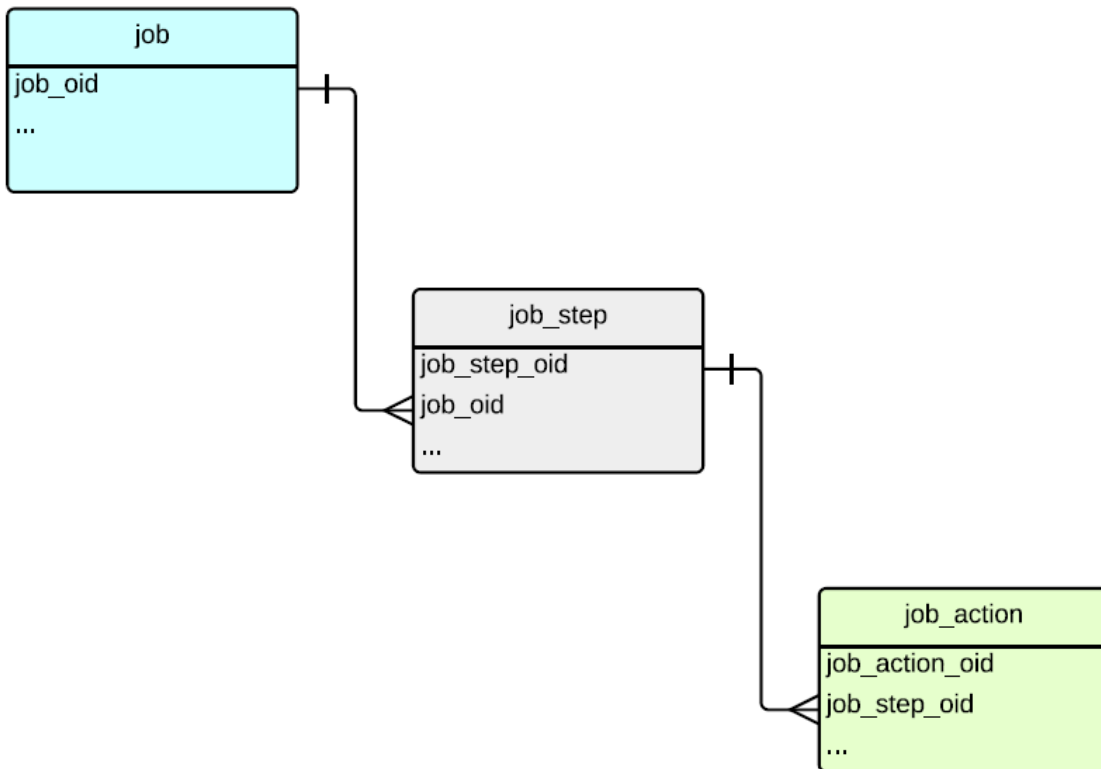 job
job_oid
...
job_step
job_step_oid
job_oid
...
job_action
job_action_oid
job_step_oid
...